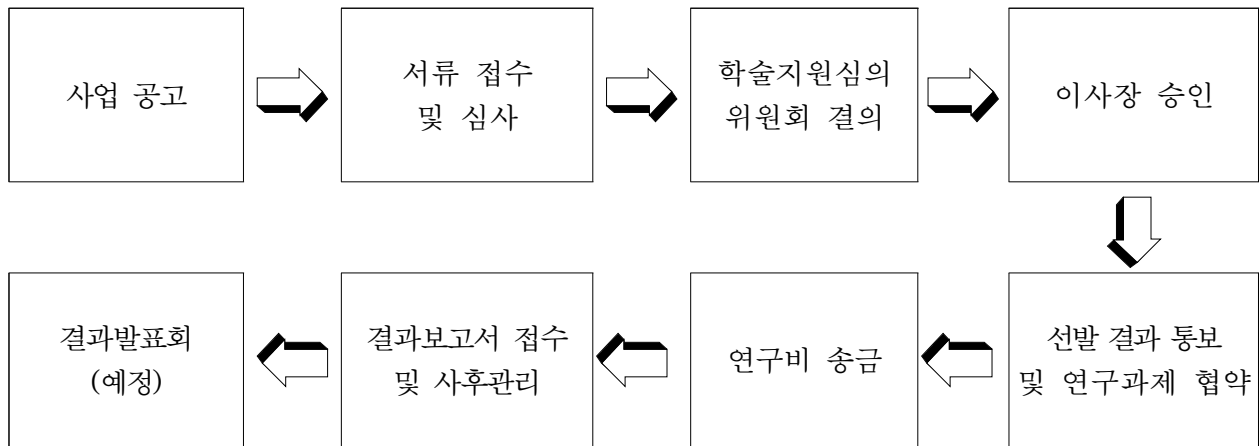 사업 공고
서류 접수
및 심사
학술지원심의
위원회 결의
이사장 승인
선발 결과 통보
및 연구과제 협약
연구비 송금
결과보고서 접수
및 사후관리
결과발표회
(예정)